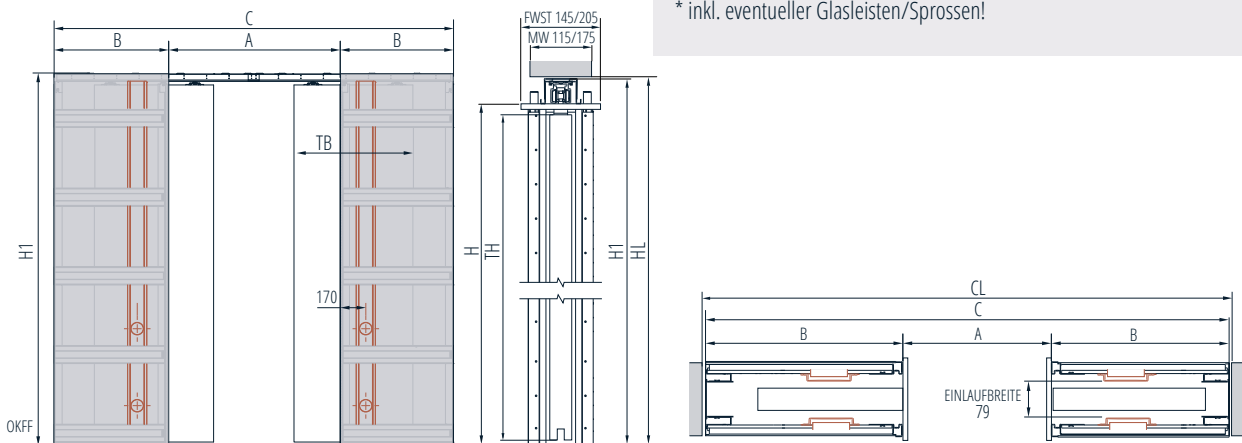 * inkl. eventueller Glasleisten/Sprossen!
C
B
A
B
H1
TB
170
OKFF
FWST 145/205
MW 115/175
H
TH
H1
HL
CL
C
B
A
B
EINLAUFBREITE
79